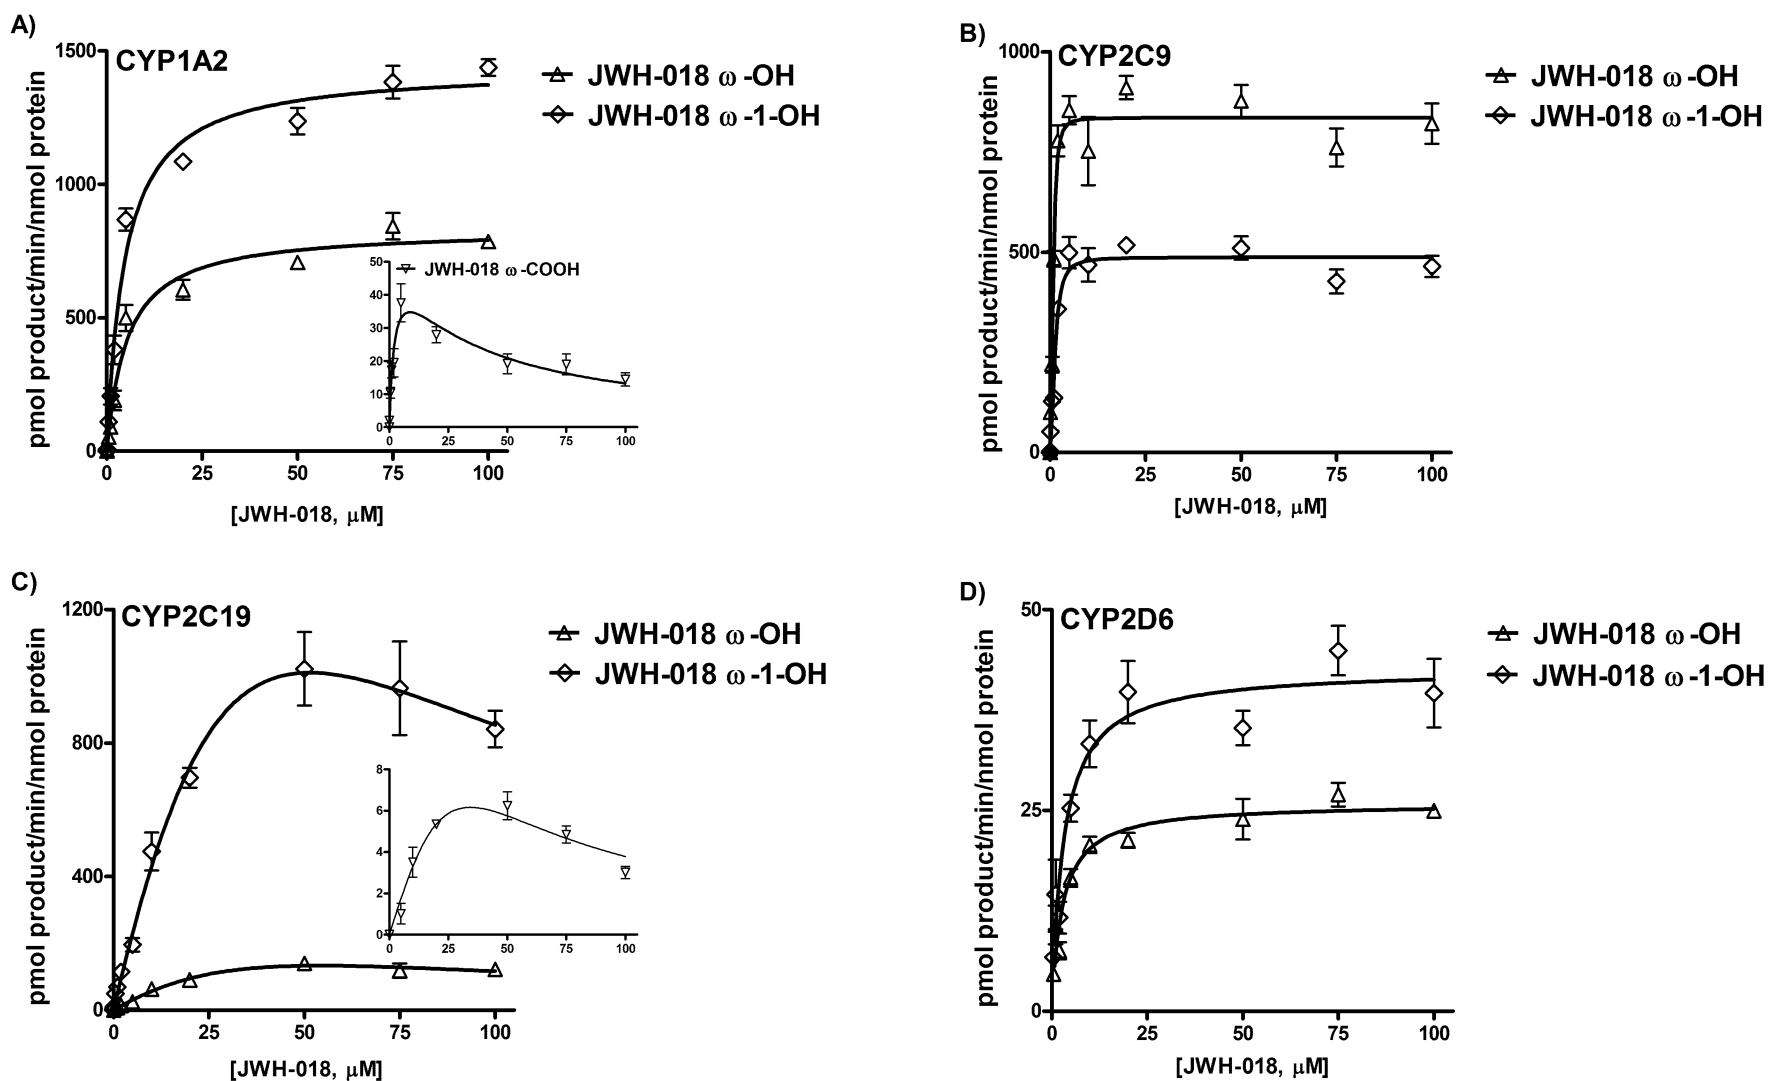 A)
CYP1A2
JWH-018 ω-OH
JWH-018 ω-1-OH
pmol product/min/nmol protein
1500
1000
500
0
0 25 50 75 100
[JWH-018, μM]
JWH-018 ω-COOH
50
40
30
20
10
0
0 25 50 75 100
B)
CYP2C9
JWH-018 ω-OH
JWH-018 ω-1-OH
pmol product/min/nmol protein
1000
500
0
0 25 50 75 100
[JWH-018, μM]
C)
CYP2C19
JWH-018 ω-OH
JWH-018 ω-1-OH
pmol product/min/nmol protein
1200
800
400
0
0 25 50 75 100
[JWH-018, μM]
8
6
4
2
0
0 25 50 75 100
D)
CYP2D6
JWH-018 ω-OH
JWH-018 ω-1-OH
pmol product/min/nmol protein
50
25
0
0 25 50 75 100
[JWH-018, μM]